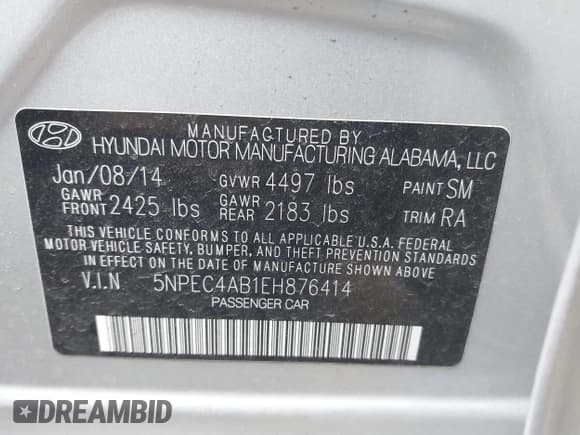 MANUFACTURED BY
HYUNDAI MOTOR MANUFACTURING ALABAMA, LLC
Jan/08/14 GVWR 4497 lbs PAINT SM
GAWR FRONT 2425 lbs GAWR REAR 2183 lbs TRIM RA
THIS VEHICLE CONFORMS TO ALL APPLICABLE U.S.A. FEDERAL
MOTOR VEHICLE SAFETY, BUMPER, AND THEFT PREVENTION STANDARDS
IN EFFECT ON THE DATE OF MANUFACTURE SHOWN ABOVE.
V.I.N 5NPEC4AB1EH876414
PASSENGER CAR
DREAMBID